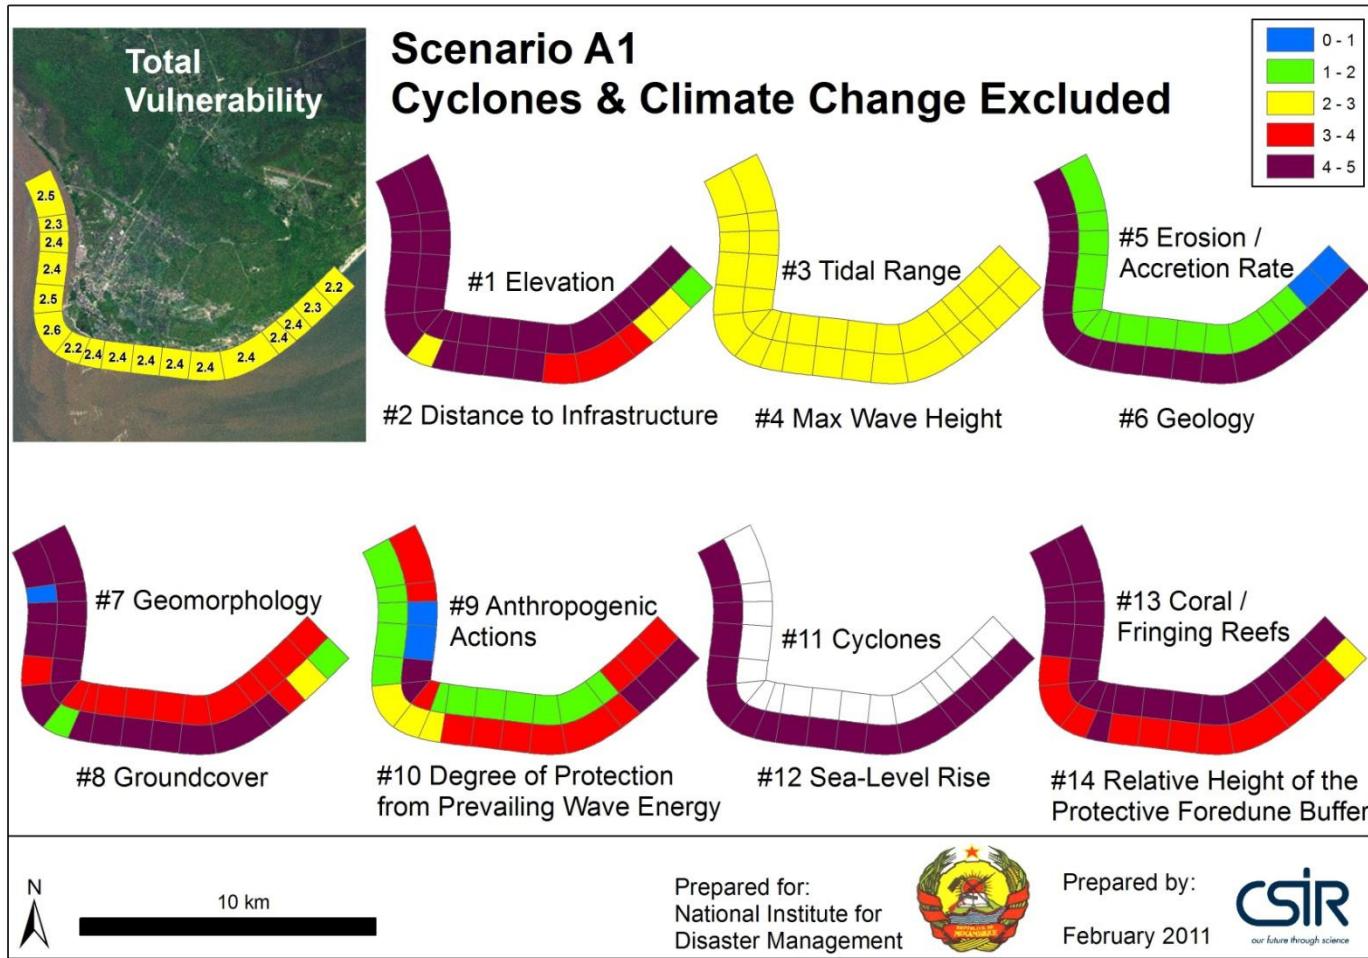 Total
Vulnerability
Scenario A1
Cyclones & Climate Change Excluded
0 - 1
1 - 2
2 - 3
3 - 4
4 - 5
2.5
2.3
2.4
2.4
2.5
2.6
2.2
2.4
2.4
2.4
2.4
2.4
2.4
2.4
2.4
2.3
2.2
#1 Elevation
#2 Distance to Infrastructure
#3 Tidal Range
#4 Max Wave Height
#5 Erosion /
Accretion Rate
#6 Geology
#7 Geomorphology
#8 Groundcover
#9 Anthropogenic
Actions
#10 Degree of Protection
from Prevailing Wave Energy
#11 Cyclones
#12 Sea-Level Rise
#13 Coral /
Fringing Reefs
#14 Relative Height of the
Protective Foredune Buffer
N
10 km
Prepared for:
National Institute for
Disaster Management
Prepared by:
February 2011
CSIR
our future through science